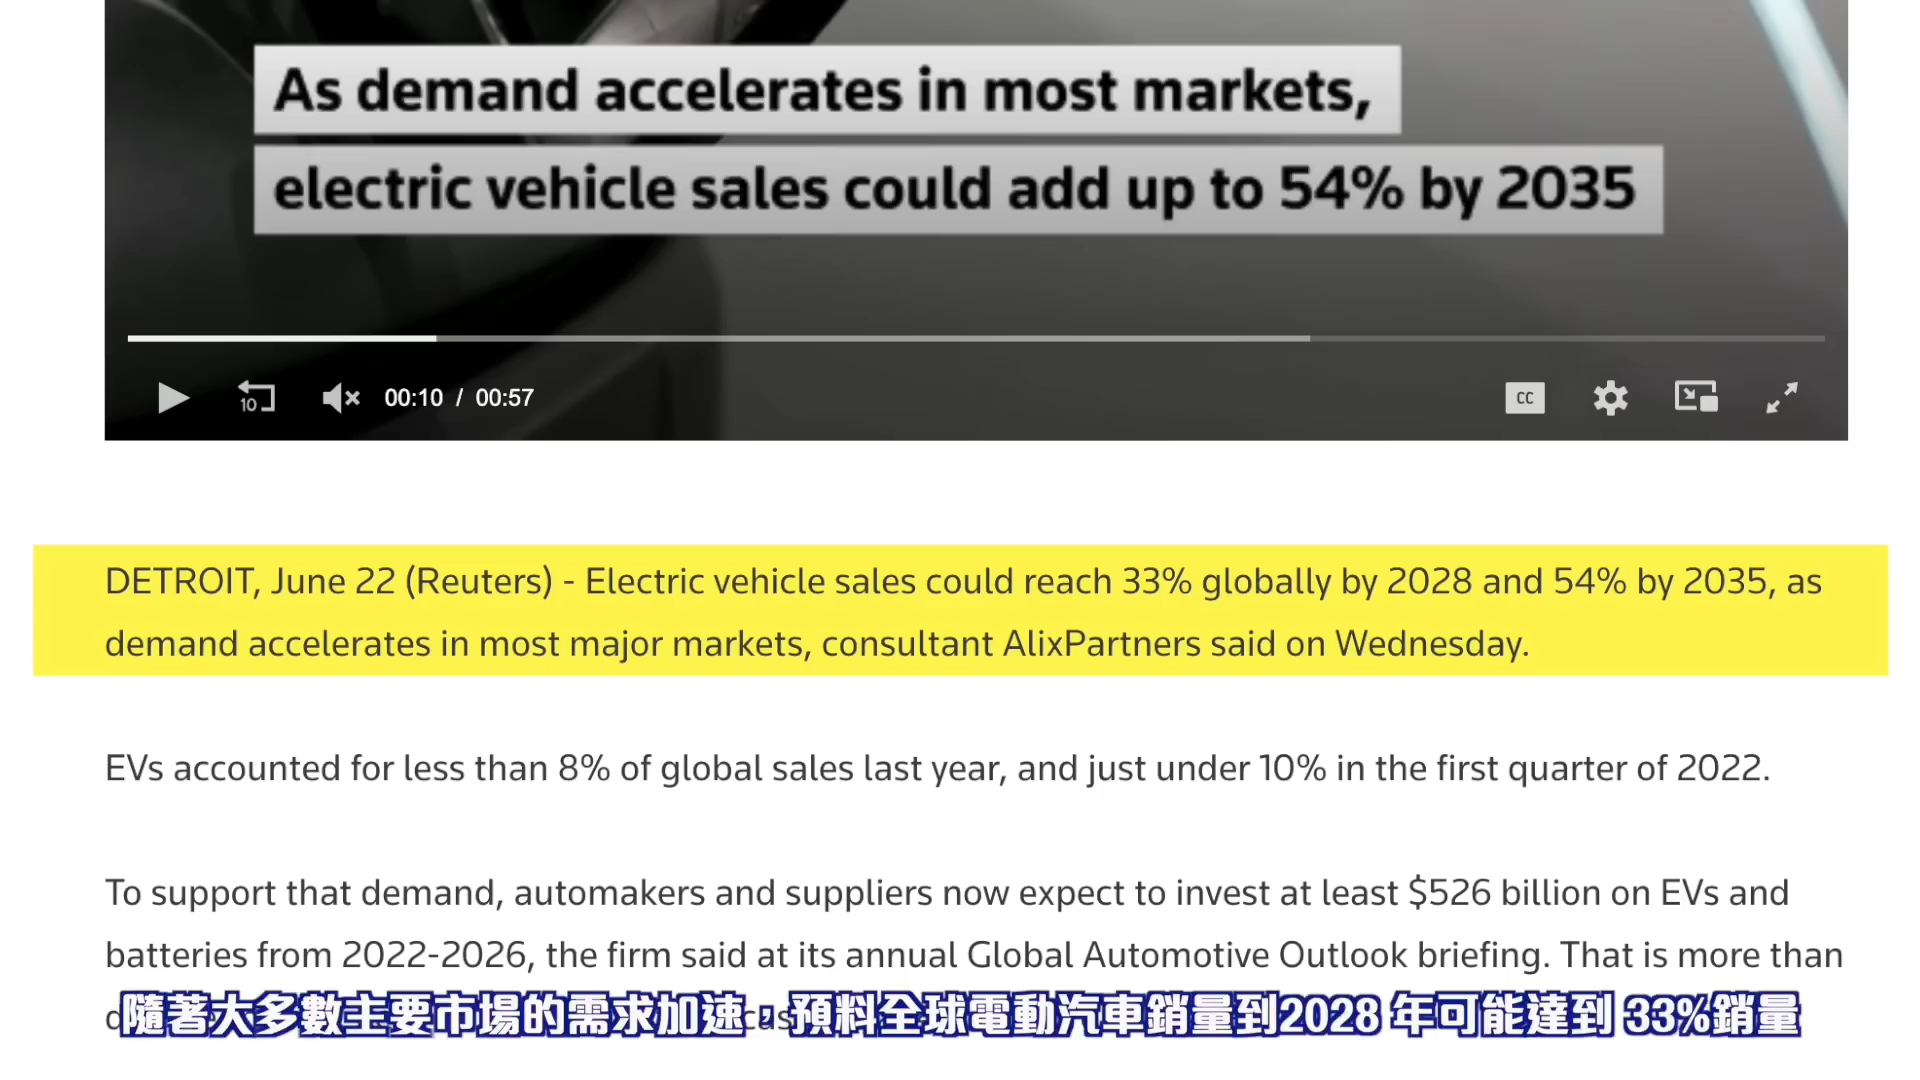 As demand accelerates in most markets,
electric vehicle sales could add up to 54% by 2035
10
00:10 / 00:57
CC
DETROIT, June 22 (Reuters) - Electric vehicle sales could reach 33% globally by 2028 and 54% by 2035, as
demand accelerates in most major markets, consultant AlixPartners said on Wednesday.
EVs accounted for less than 8% of global sales last year, and just under 10% in the first quarter of 2022.
To support that demand, automakers and suppliers now expect to invest at least $526 billion on EVs and
batteries from 2022-2026, the firm said at its annual Global Automotive Outlook briefing. That is more than
隨著大多數主要市場的需求加速，預料全球電動汽車銷量到2028 年可能達到 33%銷量